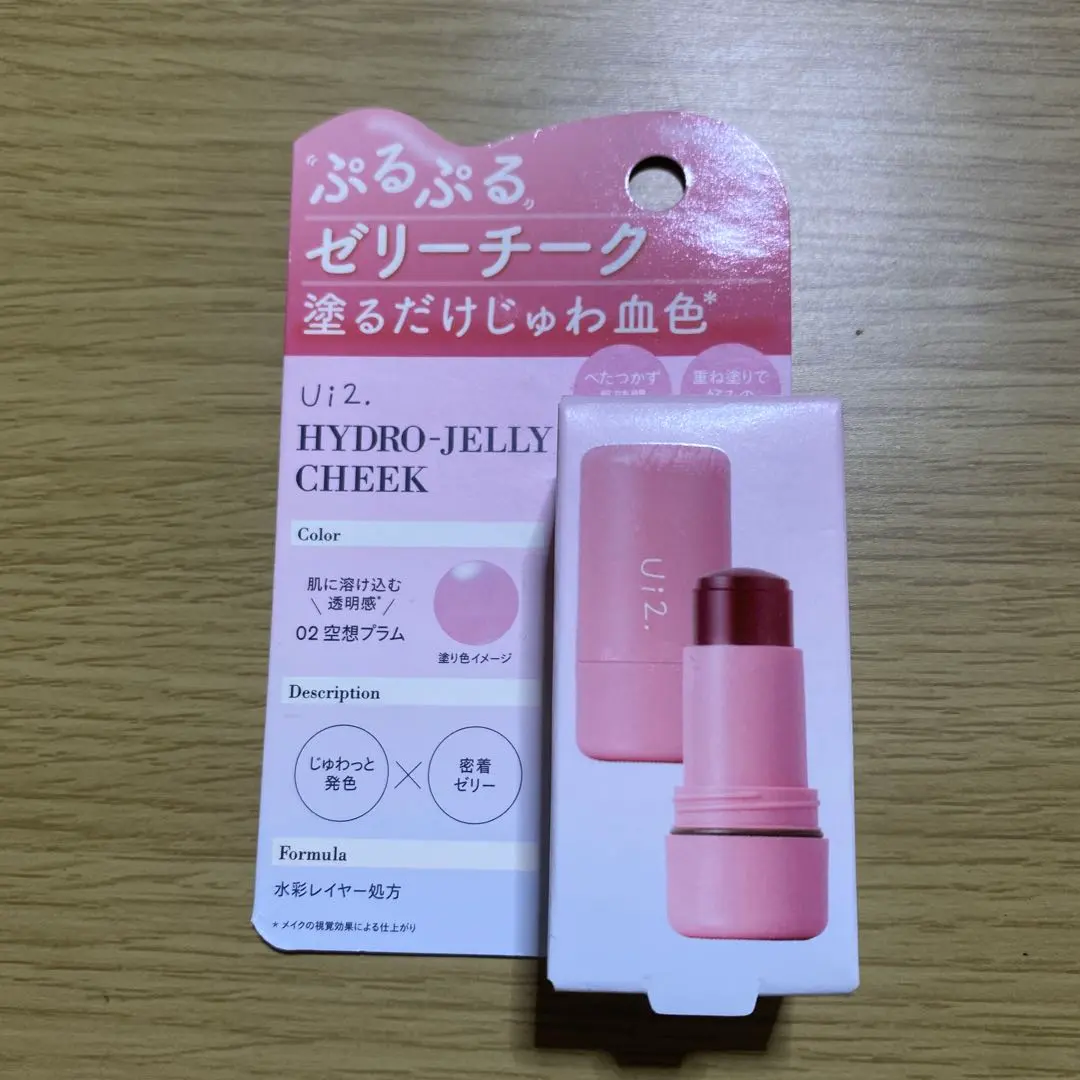 “ぷるぷる”
ゼリーチーク
塗るだけじゅわ血色*
べたつかず
重ね塗りで
Ui2.
HYDRO-JELLY
CHEEK
Color
肌に溶け込む
\ 透明感* /
02 空想プラム
塗り色イメージ
Description
じゅわっと
発色
×
密着
ゼリー
Formula
水彩レイヤー処方
* メイクの視覚効果による仕上がり
Ui2.